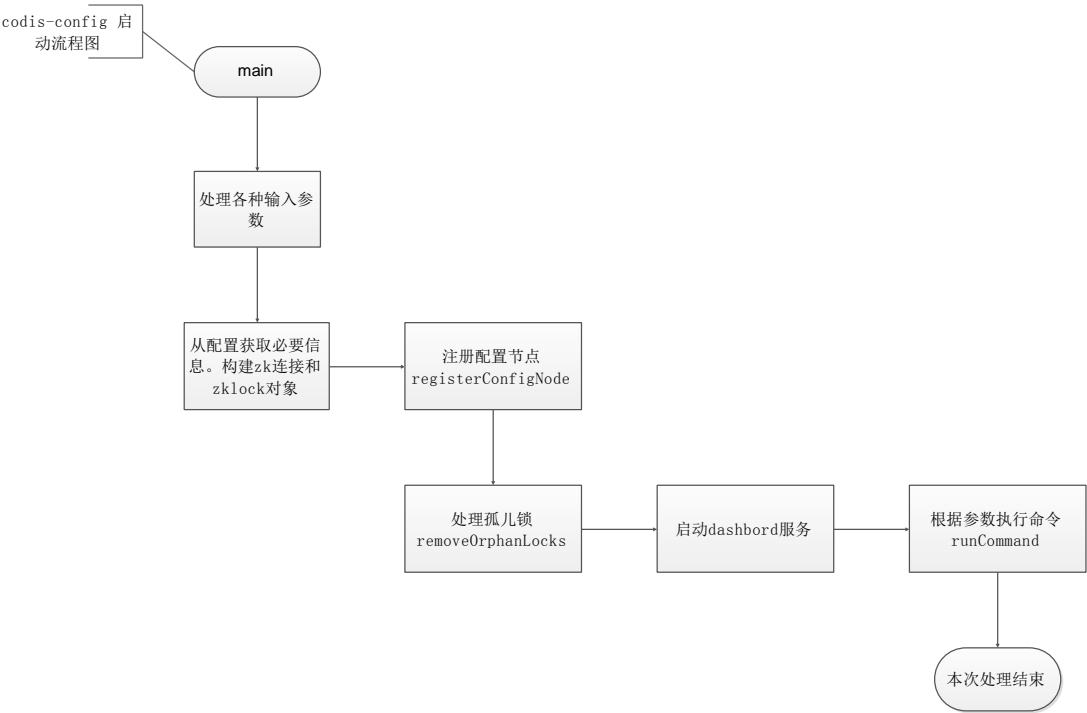 codis-config 启
动流程图
main
处理各种输入参
数
从配置获取必要信
息。构建zk连接和
zklock对象
注册配置节点
registerConfigNode
处理孤儿锁
removeOrphanLocks
启动dashbord服务
根据参数执行命令
runCommand
本次处理结束